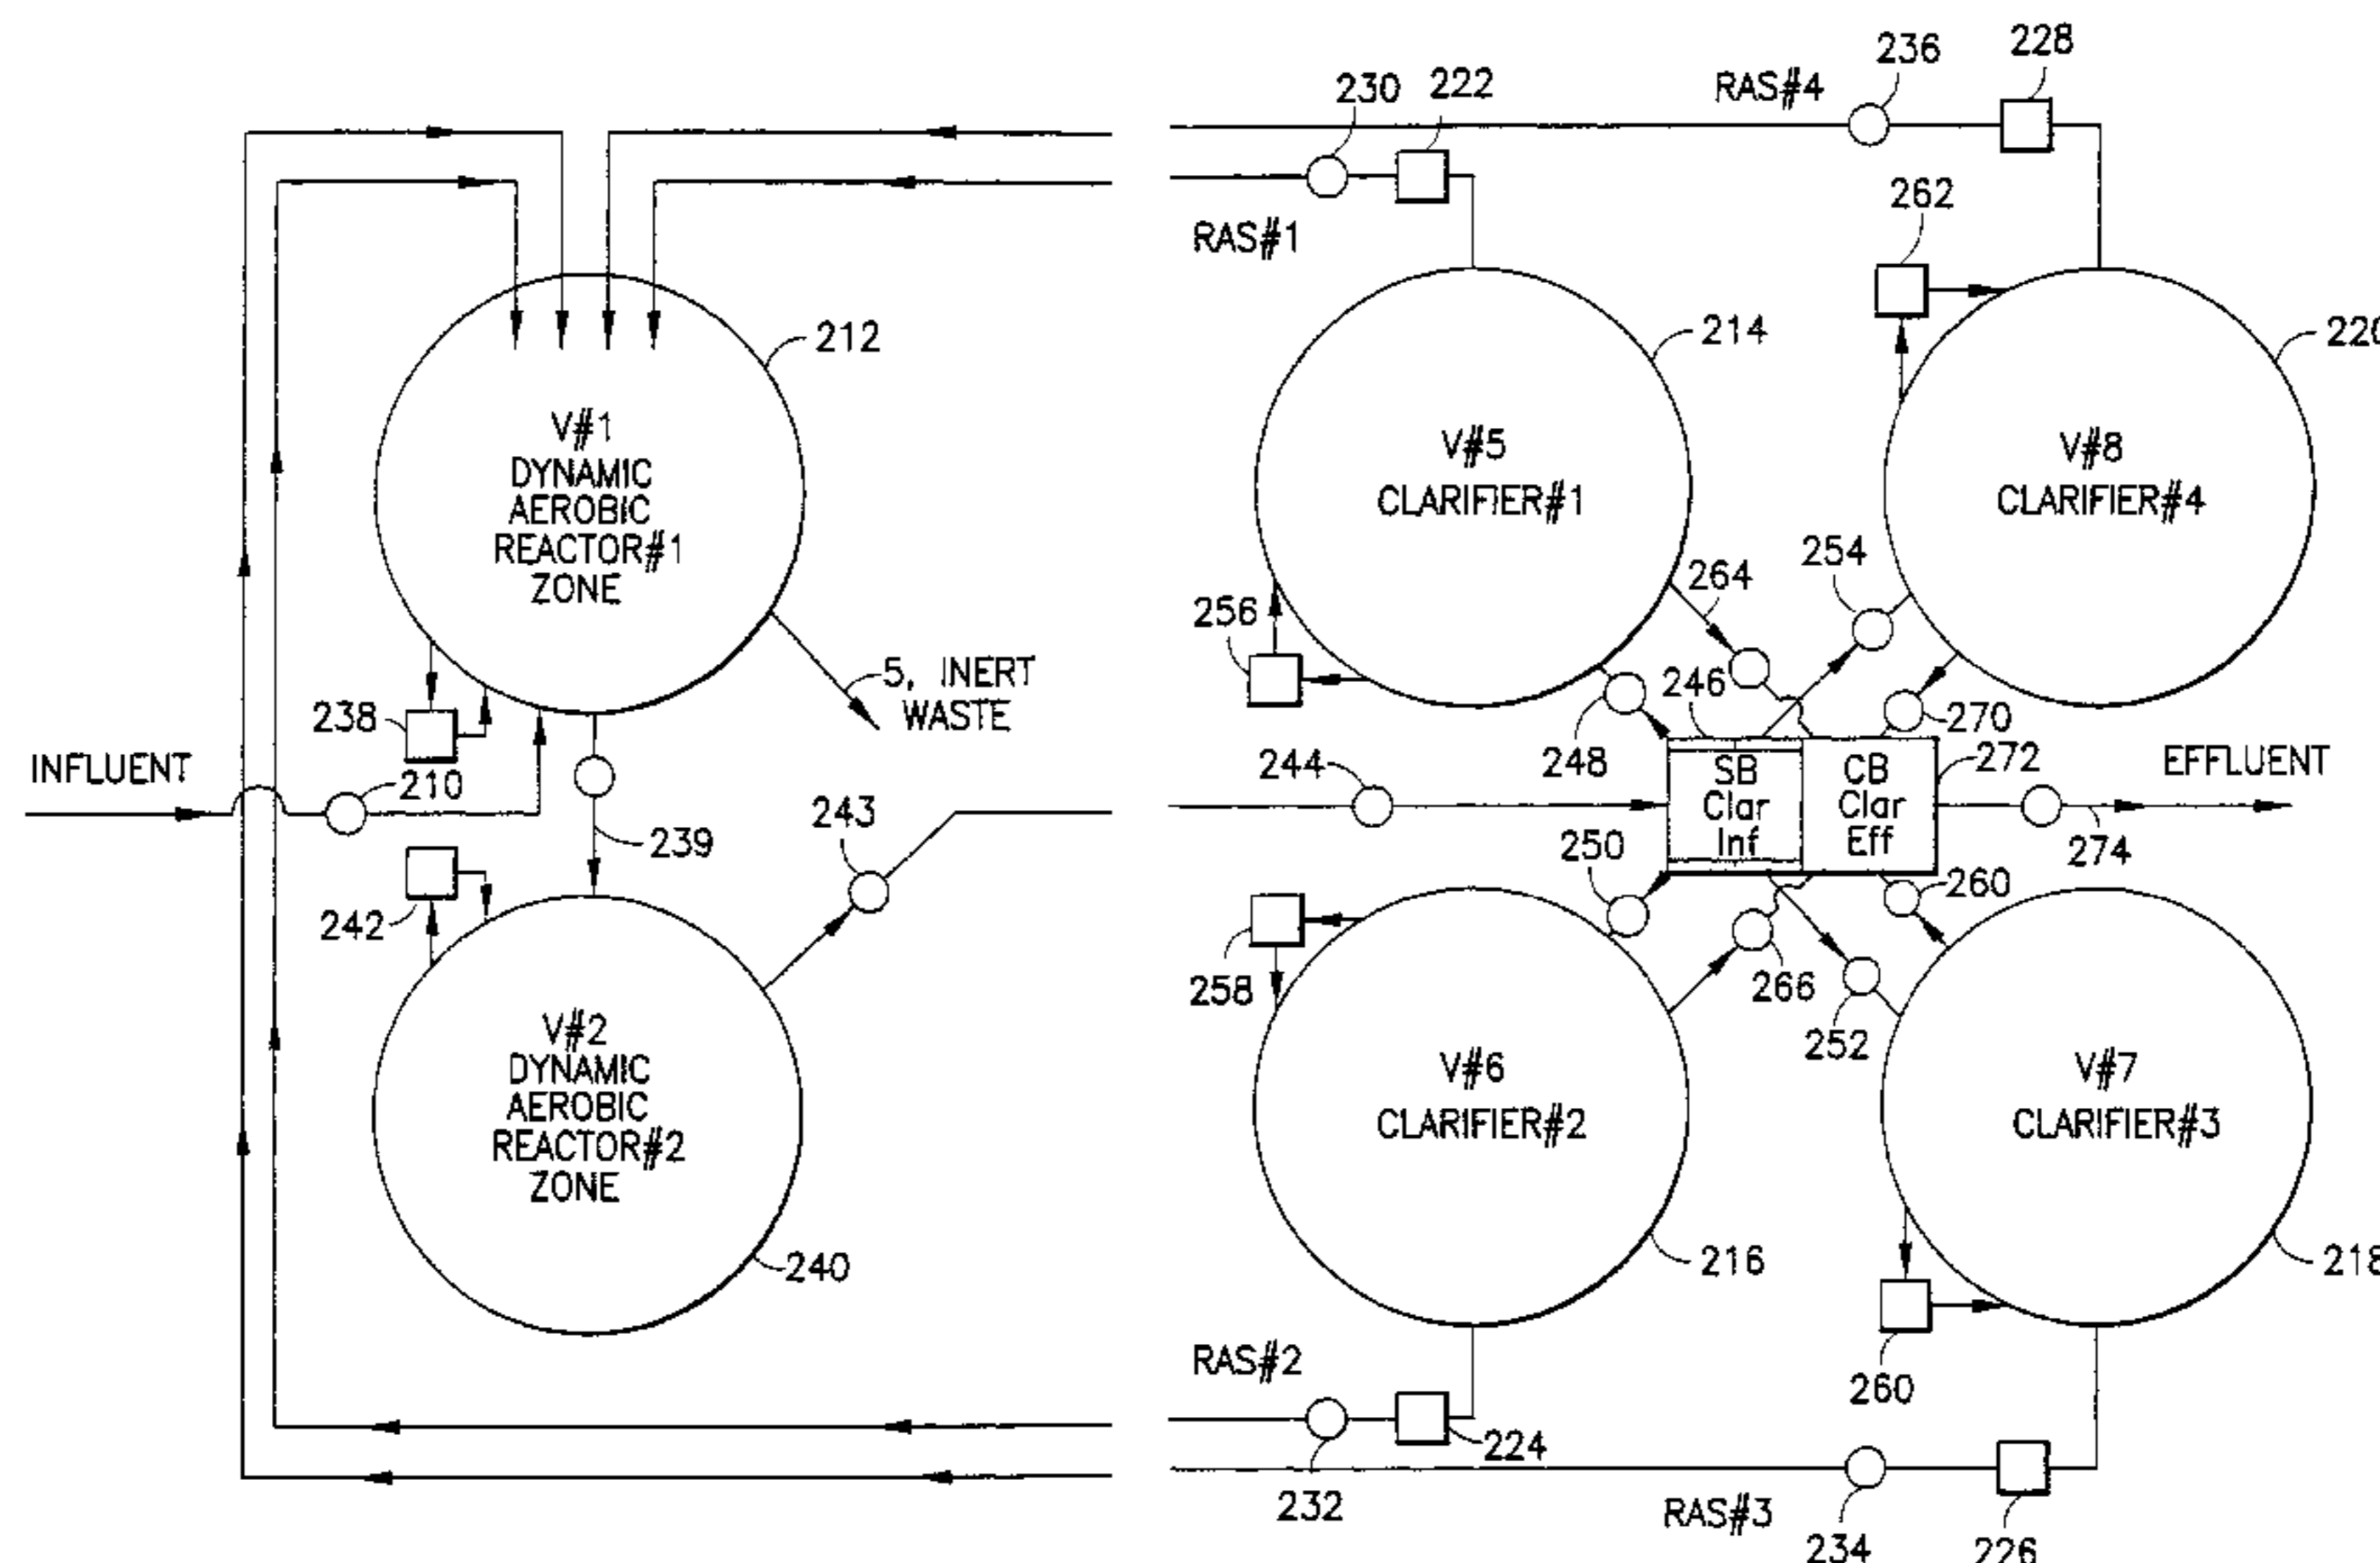 236
228
RAS#4
230
222
262
RAS#1
212
214
220
V#1
DYNAMIC
AEROBIC
REACTOR#1
ZONE
V#5
CLARIFIER#1
V#8
CLARIFIER#4
254
264
256
5, INERT
WASTE
246
238
270
INFLUENT
210
244
248
SB
Clar
Inf
CB
Clar
Eff
272
EFFLUENT
243
239
250
260
274
242
258
266
252
V#2
DYNAMIC
AEROBIC
REACTOR#2
ZONE
V#6
CLARIFIER#2
V#7
CLARIFIER#3
240
216
218
RAS#2
260
224
232
RAS#3
234
226